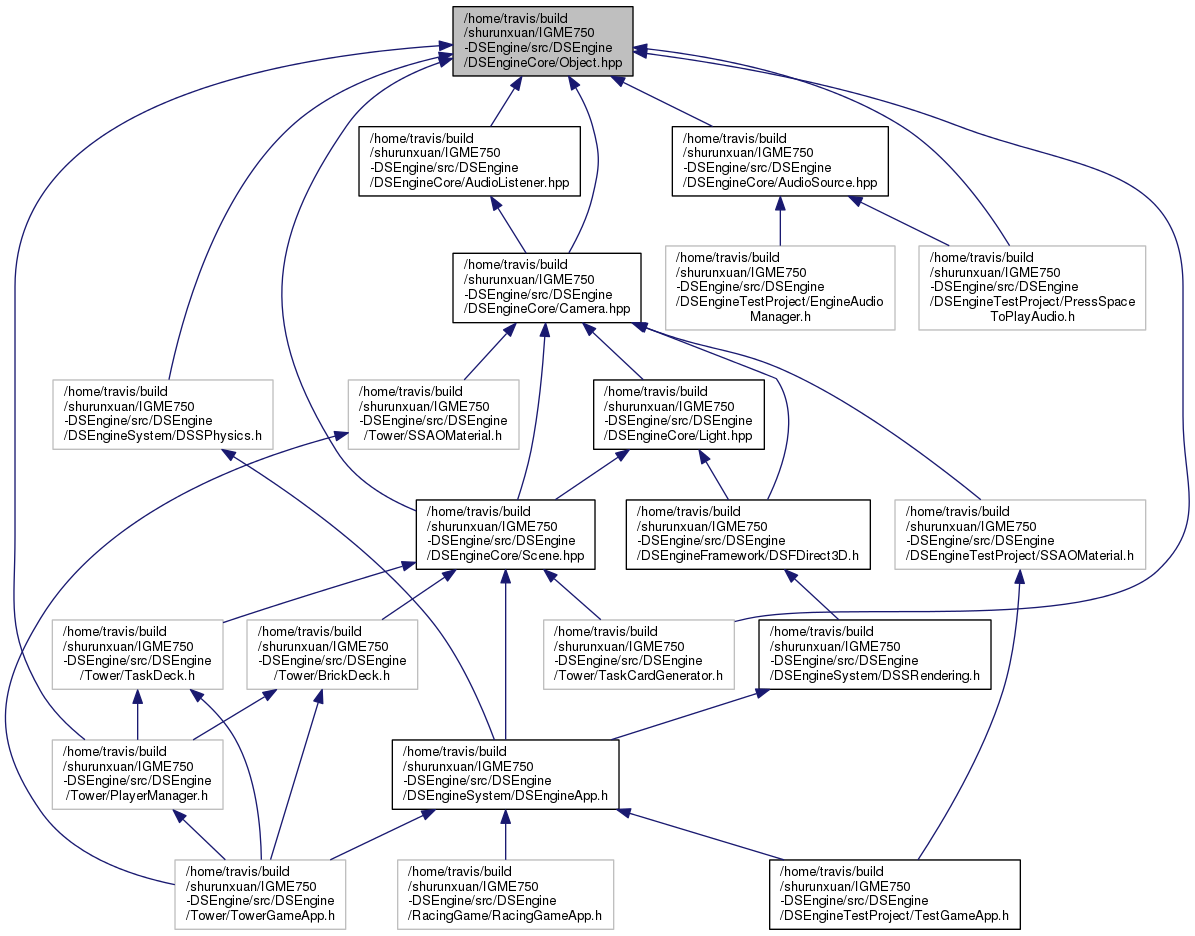 /home/travis/build
/shurunxuan/IGME750
-DSEngine/src/DSEngine
/DSEngineCore/Object.hpp
/home/travis/build
/shurunxuan/IGME750
-DSEngine/src/DSEngine
/DSEngineCore/AudioListener.hpp
/home/travis/build
/shurunxuan/IGME750
-DSEngine/src/DSEngine
/DSEngineCore/AudioSource.hpp
/home/travis/build
/shurunxuan/IGME750
-DSEngine/src/DSEngine
/DSEngineCore/Camera.hpp
/home/travis/build
/shurunxuan/IGME750
-DSEngine/src/DSEngine
/DSEngineTestProject/EngineAudio
Manager.h
/home/travis/build
/shurunxuan/IGME750
-DSEngine/src/DSEngine
/DSEngineTestProject/PressSpace
ToPlayAudio.h
/home/travis/build
/shurunxuan/IGME750
-DSEngine/src/DSEngine
/DSEngineSystem/DSSPhysics.h
/home/travis/build
/shurunxuan/IGME750
-DSEngine/src/DSEngine
/Tower/SSAOMaterial.h
/home/travis/build
/shurunxuan/IGME750
-DSEngine/src/DSEngine
/DSEngineCore/Light.hpp
/home/travis/build
/shurunxuan/IGME750
-DSEngine/src/DSEngine
/DSEngineCore/Scene.hpp
/home/travis/build
/shurunxuan/IGME750
-DSEngine/src/DSEngine
/DSEngineFramework/DSFDirect3D.h
/home/travis/build
/shurunxuan/IGME750
-DSEngine/src/DSEngine
/DSEngineTestProject/SSAOMaterial.h
/home/travis/build
/shurunxuan/IGME750
-DSEngine/src/DSEngine
/Tower/TaskDeck.h
/home/travis/build
/shurunxuan/IGME750
-DSEngine/src/DSEngine
/Tower/BrickDeck.h
/home/travis/build
/shurunxuan/IGME750
-DSEngine/src/DSEngine
/Tower/TaskCardGenerator.h
/home/travis/build
/shurunxuan/IGME750
-DSEngine/src/DSEngine
/DSEngineSystem/DSSRendering.h
/home/travis/build
/shurunxuan/IGME750
-DSEngine/src/DSEngine
/Tower/PlayerManager.h
/home/travis/build
/shurunxuan/IGME750
-DSEngine/src/DSEngine
/DSEngineSystem/DSEngineApp.h
/home/travis/build
/shurunxuan/IGME750
-DSEngine/src/DSEngine
/Tower/TowerGameApp.h
/home/travis/build
/shurunxuan/IGME750
-DSEngine/src/DSEngine
/RacingGame/RacingGameApp.h
/home/travis/build
/shurunxuan/IGME750
-DSEngine/src/DSEngine
/DSEngineTestProject/TestGameApp.h